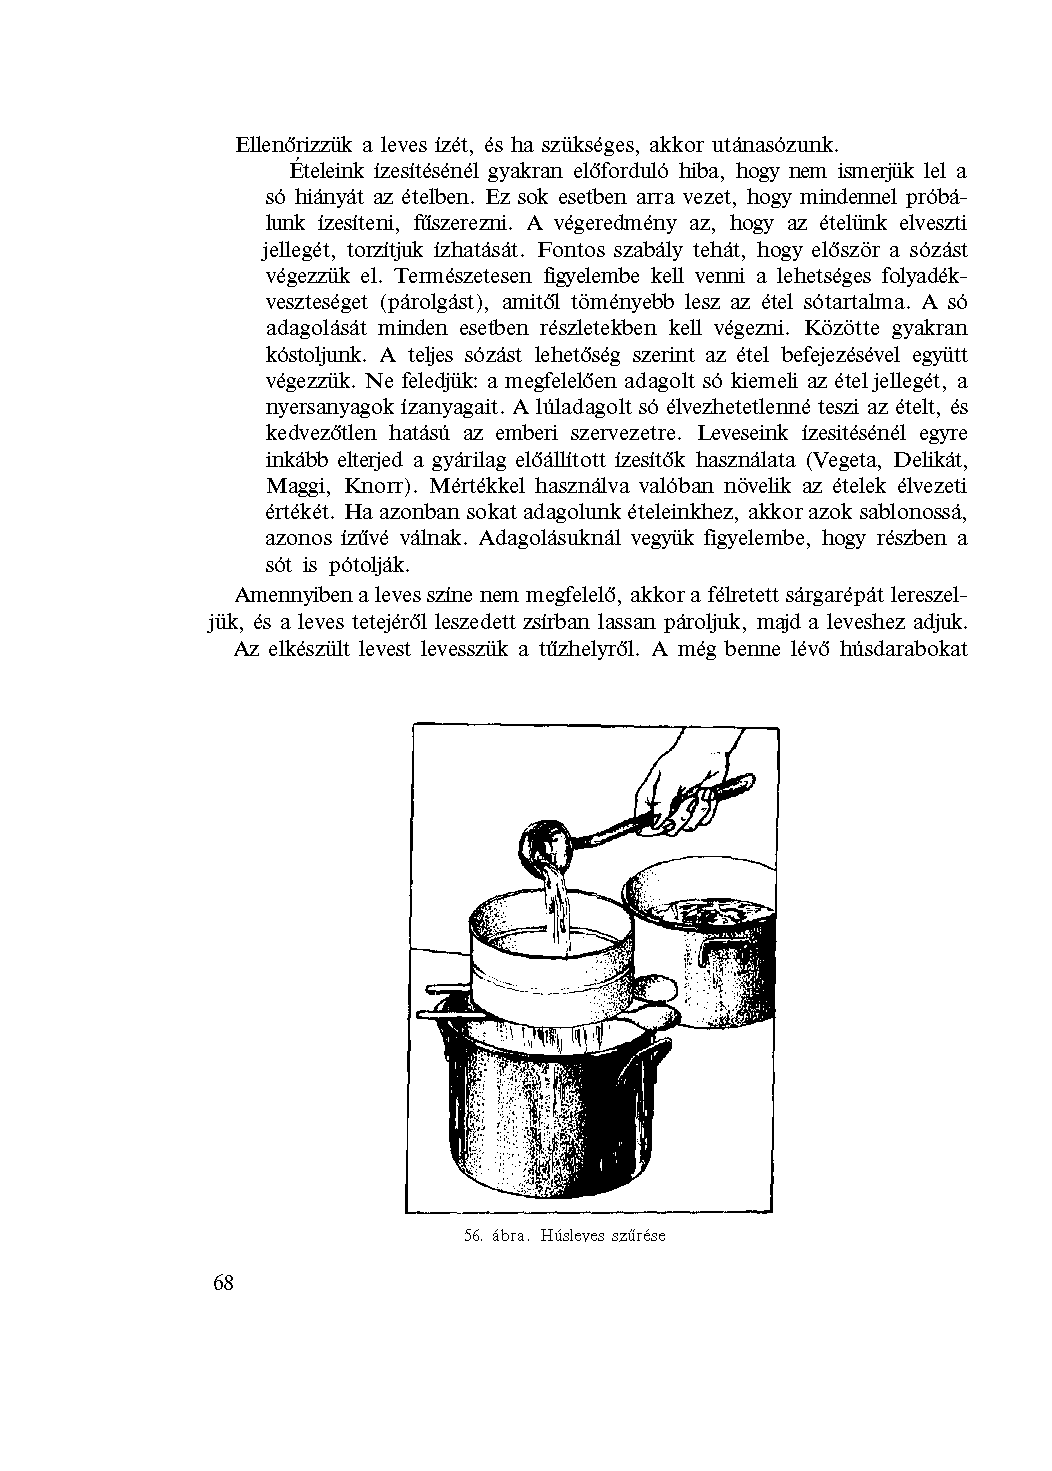 Ellenőrizzük a leves ízét, és ha szükséges, akkor utánasózunk.
Ételeink ízesítésénél gyakran előforduló hiba, hogy nem ismerjük lel a
só hiányát az ételben. Ez sok esetben arra vezet, hogy mindennel próbá-
lunk ízesíteni, fűszerezni. A végeredmény az, hogy az ételünk elveszti
jellegét, torzítjuk ízhatását. Fontos szabály tehát, hogy először a sózást
végezzük el. Természetesen figyelembe kell venni a lehetséges folyadék-
veszteséget (párolgást), amitől töményebb lesz az étel sótartalma. A só
adagolását minden esetben részletekben kell végezni. Közötte gyakran
kóstoljunk. A teljes sózást lehetőség szerint az étel befejezésével együtt
végezzük. Ne feledjük: a megfelelően adagolt só kiemeli az étel jellegét, a
nyersanyagok ízanyagait. A lúladagolt só élvezhetetlenné teszi az ételt, és
kedvezőtlen hatású az emberi szervezetre. Leveseink ízesitésénél egyre
inkább elterjed a gyárilag előállított ízesítők használata (Vegeta, Delikát,
Maggi, Knorr). Mértékkel használva valóban növelik az ételek élvezeti
értékét. Ha azonban sokat adagolunk ételeinkhez, akkor azok sablonossá,
azonos ízűvé válnak. Adagolásuknál vegyük figyelembe, hogy részben a
sót is pótolják.
Amennyiben a leves színe nem megfelelő, akkor a félretett sárgarépát lereszel-
jük, és a leves tetejéről leszedett zsírban lassan pároljuk, majd a leveshez adjuk.
Az elkészült levest levesszük a tűzhelyről. A még benne lévő húsdarabokat
56. ábra. Húsleves szűrése
68